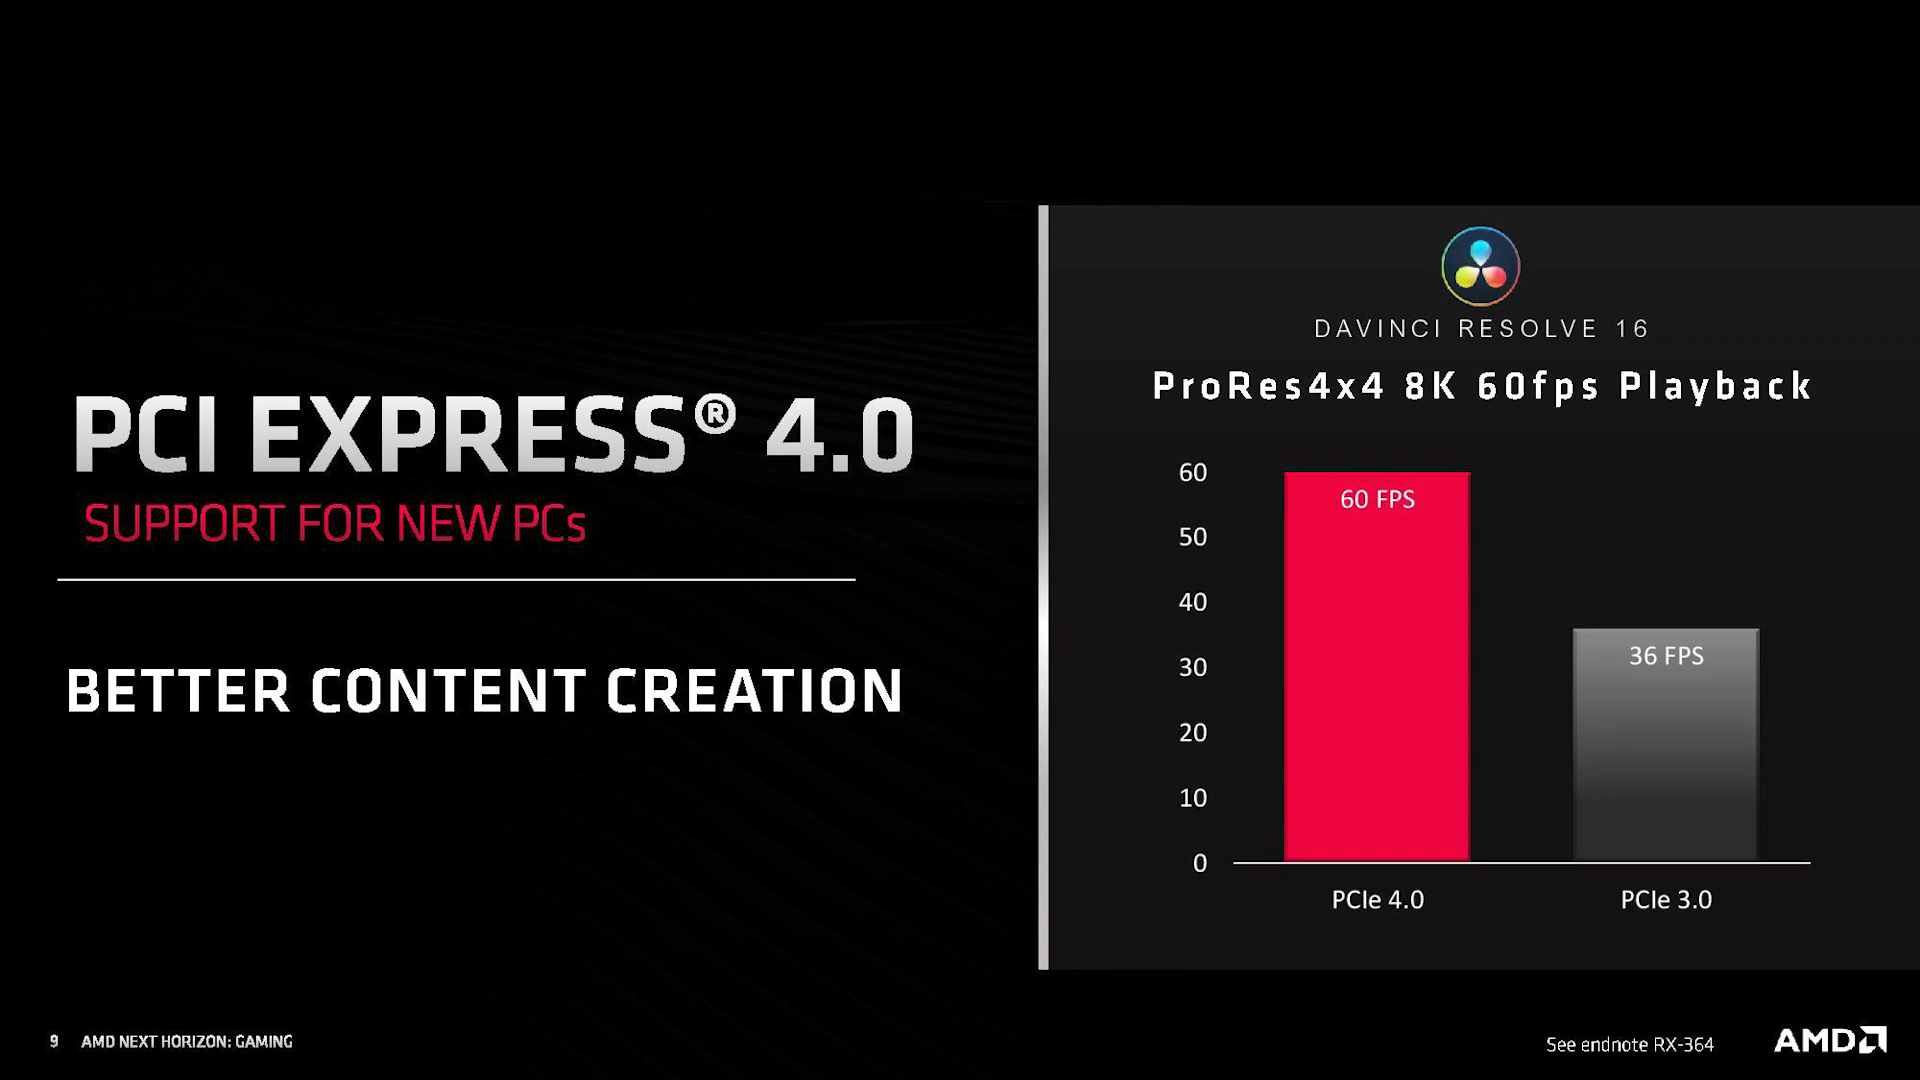 PCI EXPRESS® 4.0
SUPPORT FOR NEW PCs
BETTER CONTENT CREATION
DAVINCI RESOLVE 16
ProRes4x4 8K 60fps Playback
60
50
40
30
20
10
0
60 FPS
36 FPS
PCIe 4.0
PCIe 3.0
9 AMD NEXT HORIZON: GAMING
See endnote RX-364
AMD